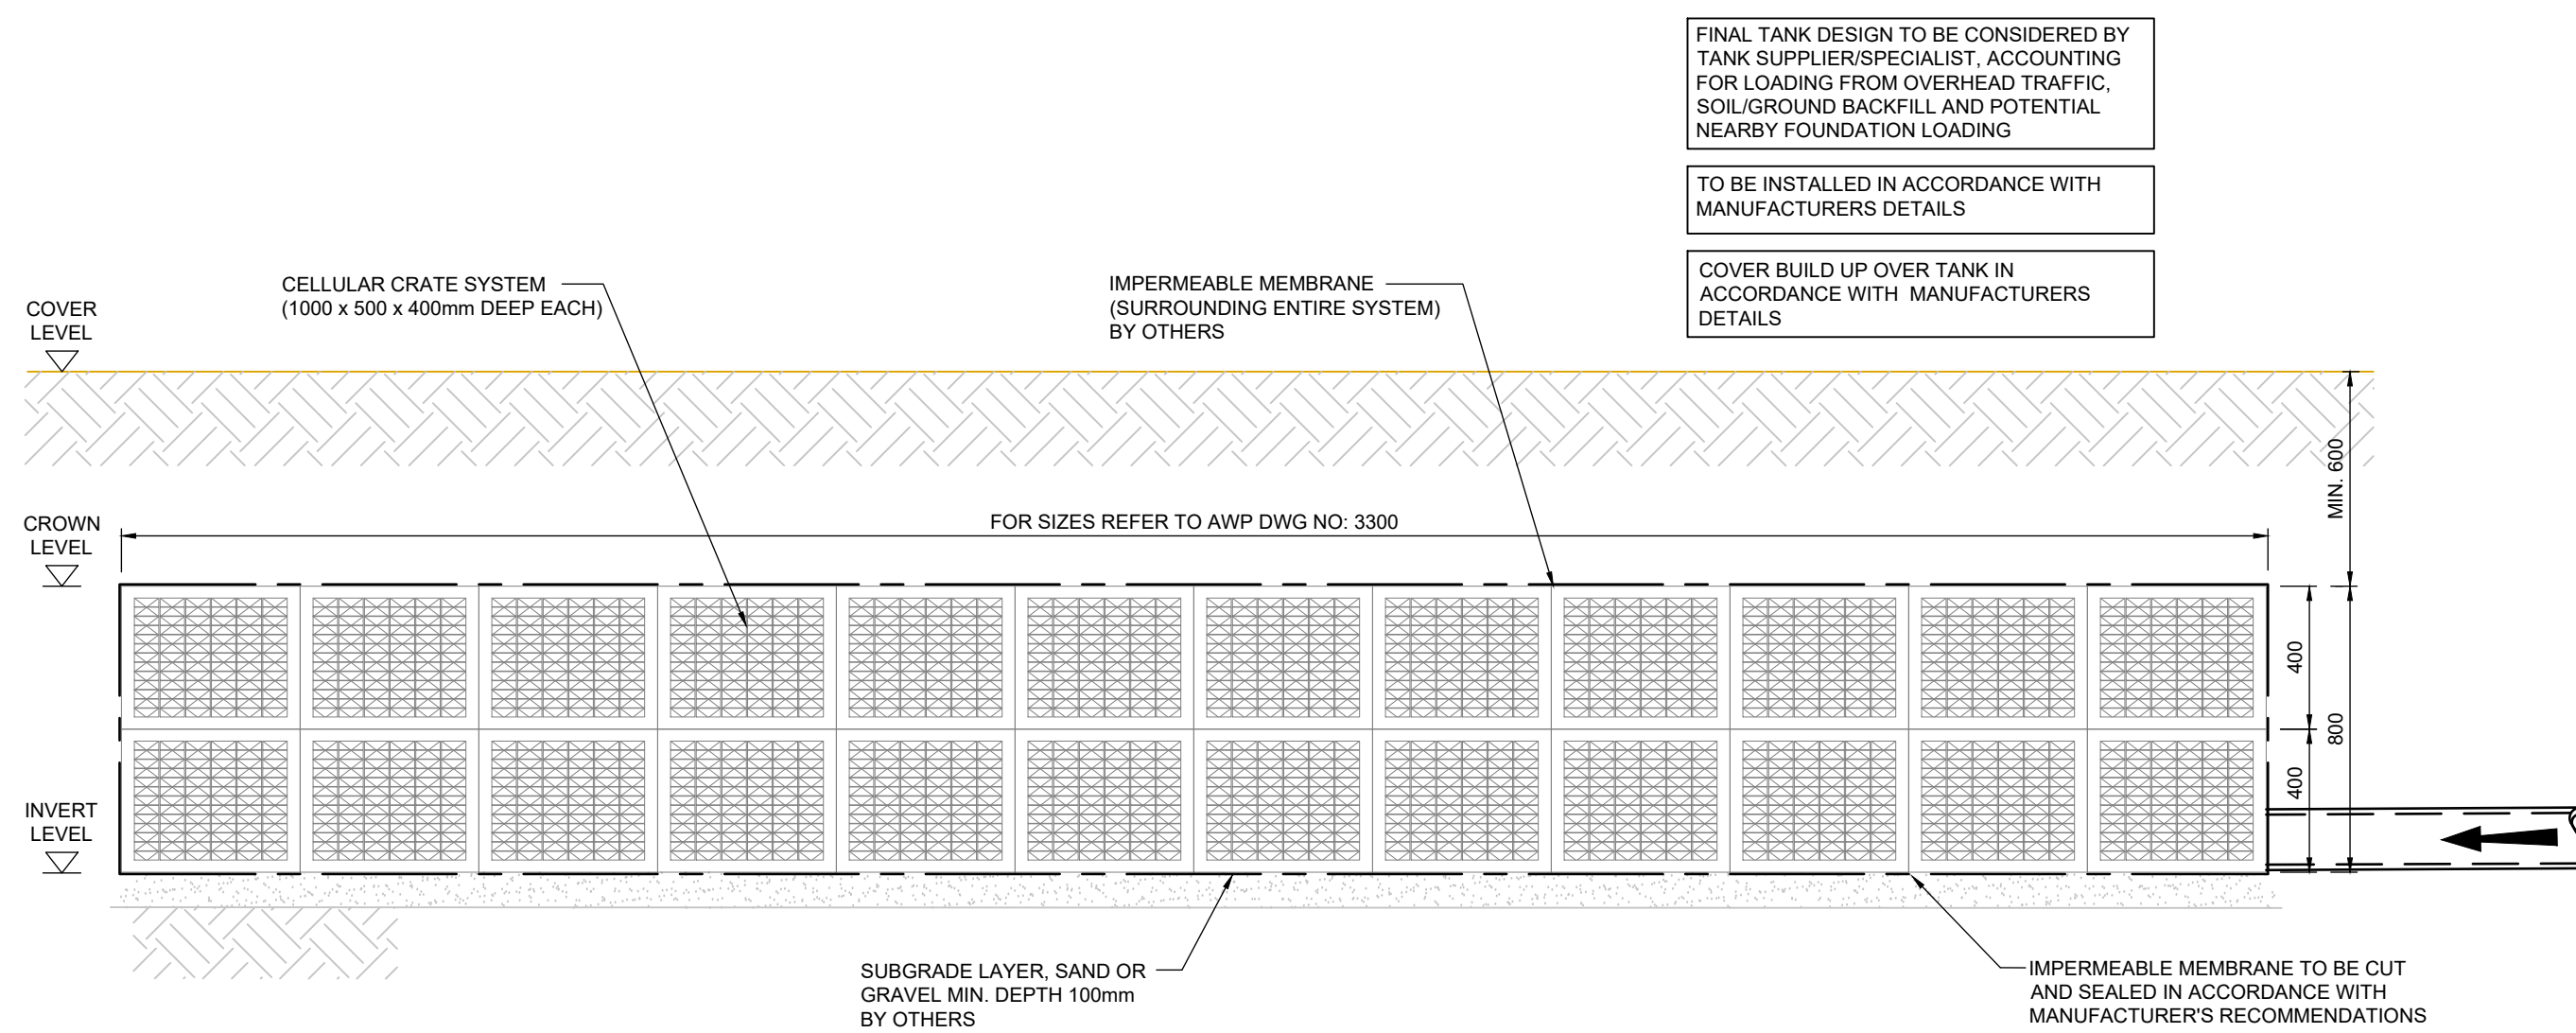 FINAL TANK DESIGN TO BE CONSIDERED BY
TANK SUPPLIER/SPECIALIST, ACCOUNTING
FOR LOADING FROM OVERHEAD TRAFFIC,
SOIL/GROUND BACKFILL AND POTENTIAL
NEARBY FOUNDATION LOADING
TO BE INSTALLED IN ACCORDANCE WITH
MANUFACTURERS DETAILS
COVER BUILD UP OVER TANK IN
ACCORDANCE WITH MANUFACTURERS
DETAILS
CELLULAR CRATE SYSTEM
(1000 x 500 x 400mm DEEP EACH)
IMPERMEABLE MEMBRANE
(SURROUNDING ENTIRE SYSTEM)
BY OTHERS
COVER
LEVEL
MIN. 600
CROWN
LEVEL
FOR SIZES REFER TO AWP DWG NO: 3300
400
800
400
INVERT
LEVEL
SUBGRADE LAYER, SAND OR
GRAVEL MIN. DEPTH 100mm
BY OTHERS
IMPERMEABLE MEMBRANE TO BE CUT
AND SEALED IN ACCORDANCE WITH
MANUFACTURER'S RECOMMENDATIONS